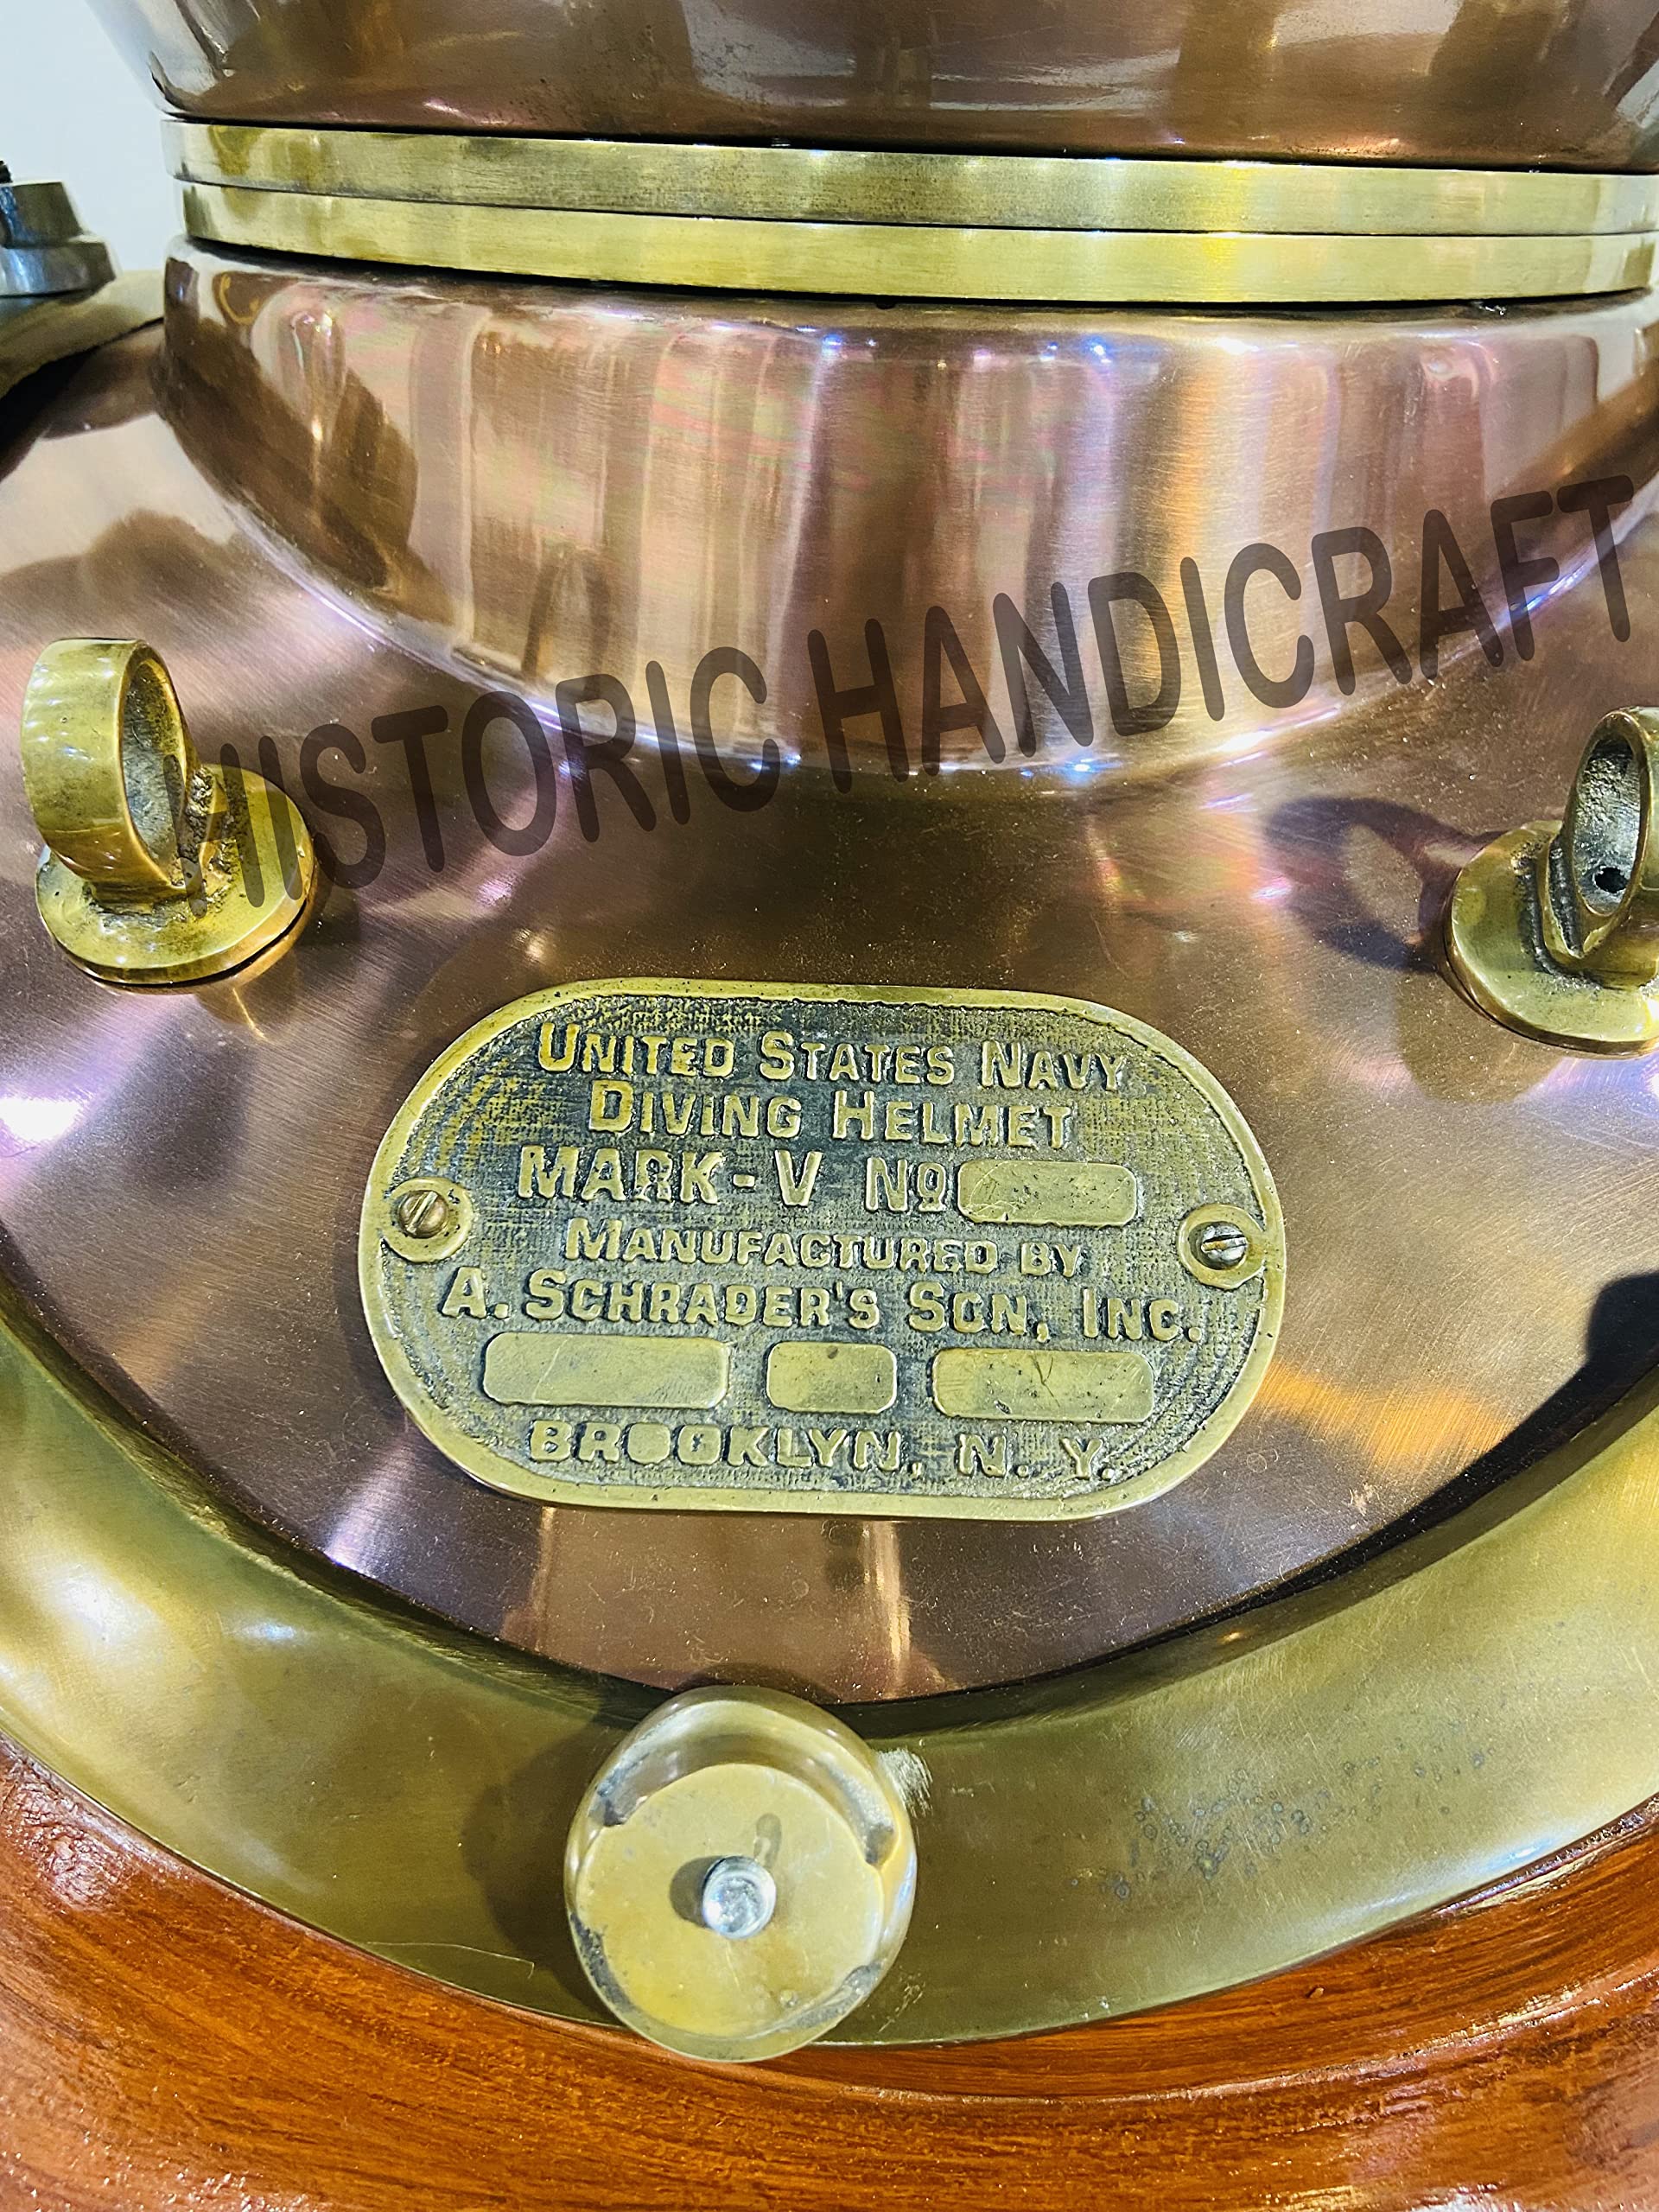 HISTORIC HANDICRAFT
UNITED STATES NAVY
DIVING HELMET
MARK-V Nº
MANUFACTURED BY
A. SCHRADER'S SON, INC.
BROOKLYN, N. Y.